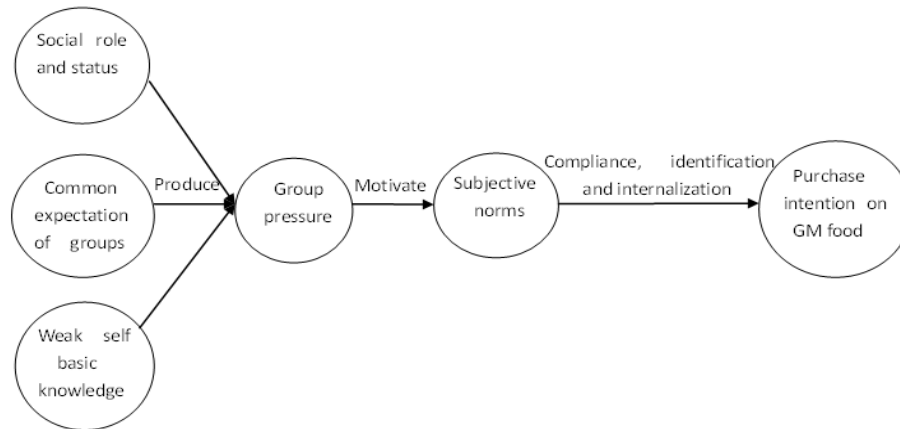 Social role
and status
Common
expectation
of groups
Produce
Group
pressure
Motivate
Subjective
norms
Compliance, identification
and internalization
Purchase
intention on
GM food
Weak self
basic
knowledge